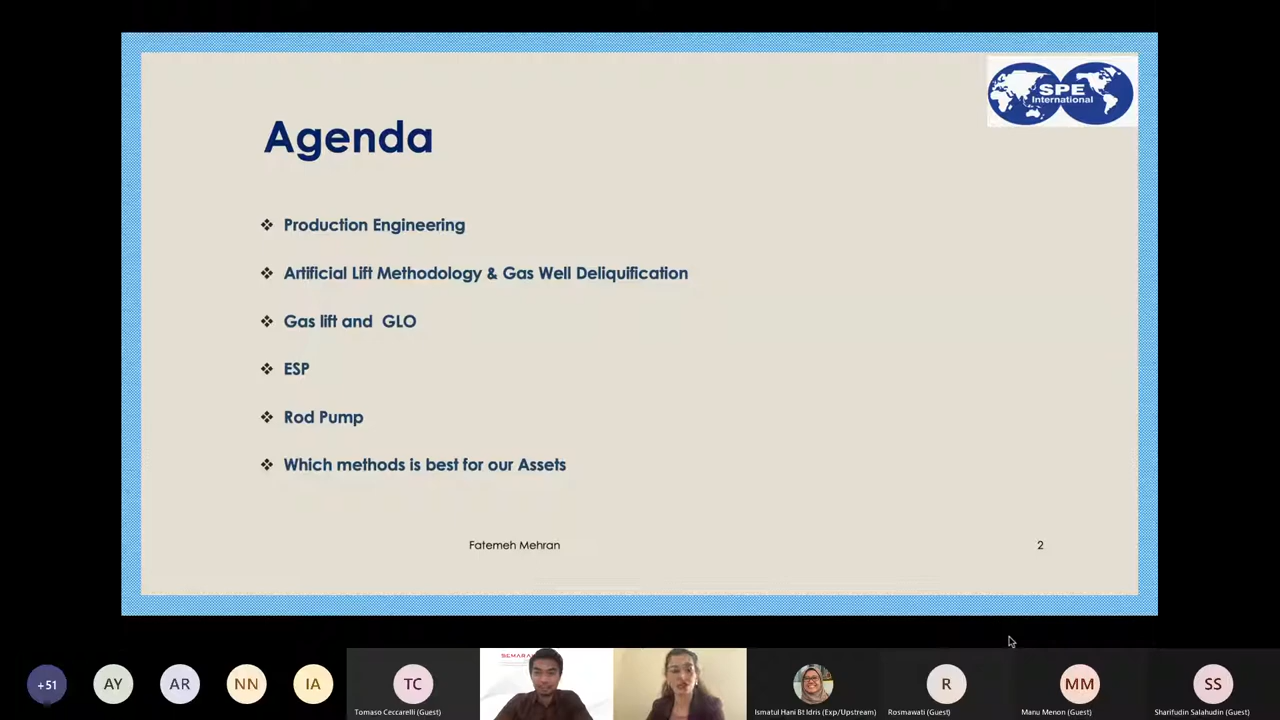 SPE
International
Agenda
❖ Production Engineering
❖ Artificial Lift Methodology & Gas Well Deliquification
❖ Gas lift and  GLO
❖ ESP
❖ Rod Pump
❖ Which methods is best for our Assets
Fatemeh Mehran
2
+51
AY
AR
NN
IA
TC
Tomaso Ceccarelli (Guest)
Ismatul Hani Bt Idris (Exp/Upstream)
R
Rosmawati (Guest)
MM
Manu Menon (Guest)
SS
Sharifudin Salahudin (Guest)